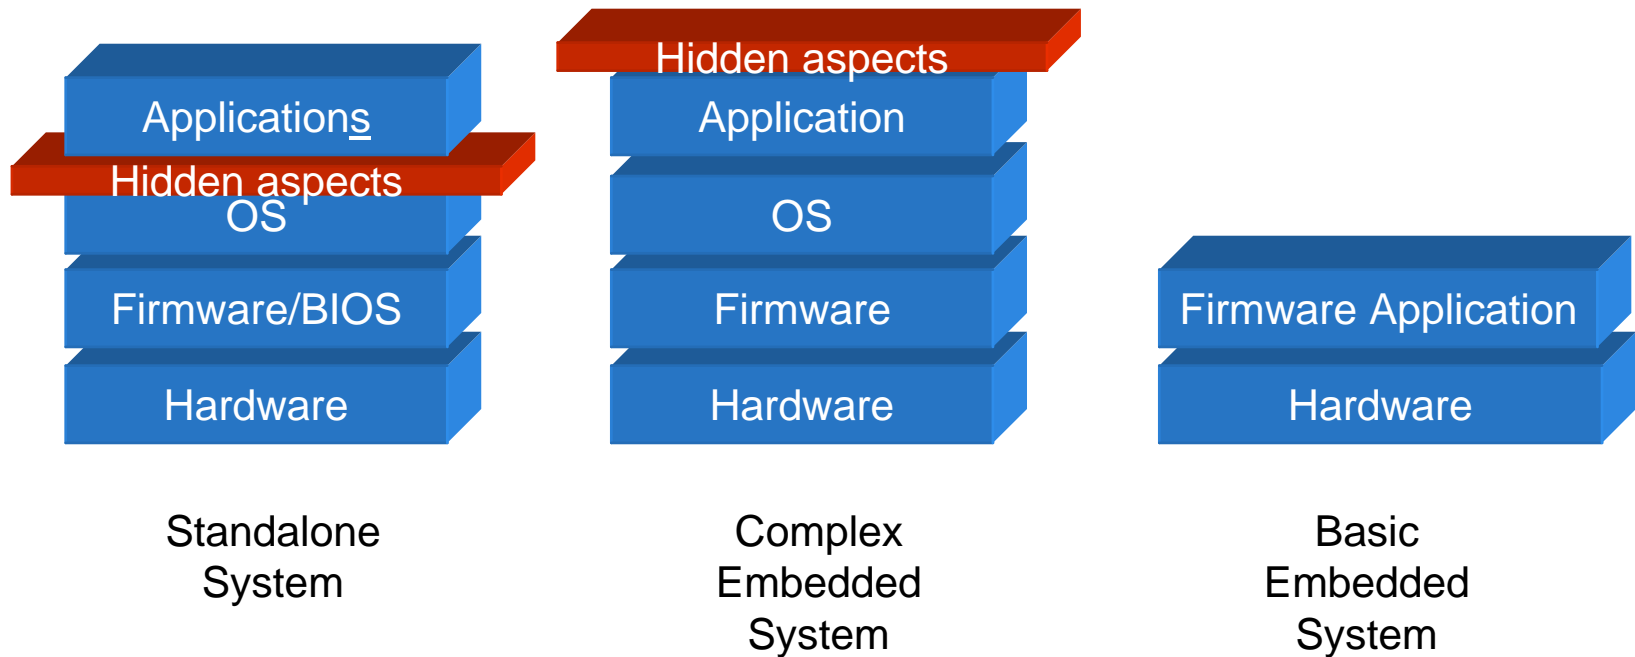 Applications
Hidden aspects
OS
Firmware/BIOS
Hardware
Standalone
System
Hidden aspects
Application
OS
Firmware
Hardware
Complex
Embedded
System
Firmware Application
Hardware
Basic
Embedded
System